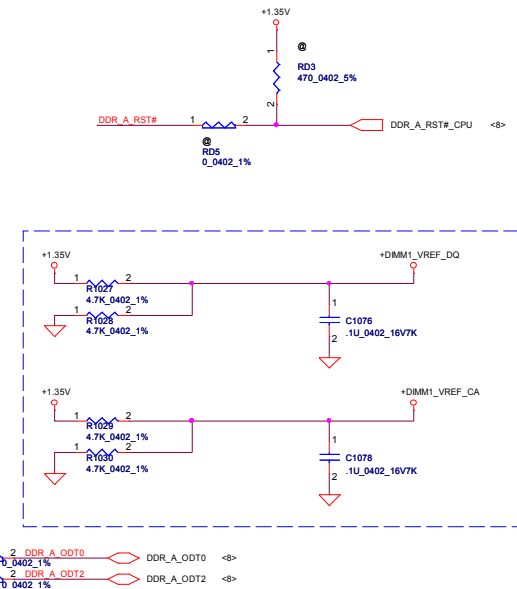 +1.35V
1
@
RD3
470_0402_5%
2
DDR_A_RST#
1
2
DDR_A_RST#_CPU
<8>
@
RD5
0_0402_1%
+1.35V
+DIMM1_VREF_DQ
1
2
R1027
4.7K_0402_1%
1
2
R1028
4.7K_0402_1%
1
C1076
.1U_0402_16V7K
2
+1.35V
+DIMM1_VREF_CA
1
2
R1029
4.7K_0402_1%
1
2
R1030
4.7K_0402_1%
1
C1078
.1U_0402_16V7K
2
2 DDR_A_ODT0
DDR_A_ODT0 <8>
0_0402_1%
2 DDR_A_ODT2
DDR_A_ODT2 <8>
0_0402_1%